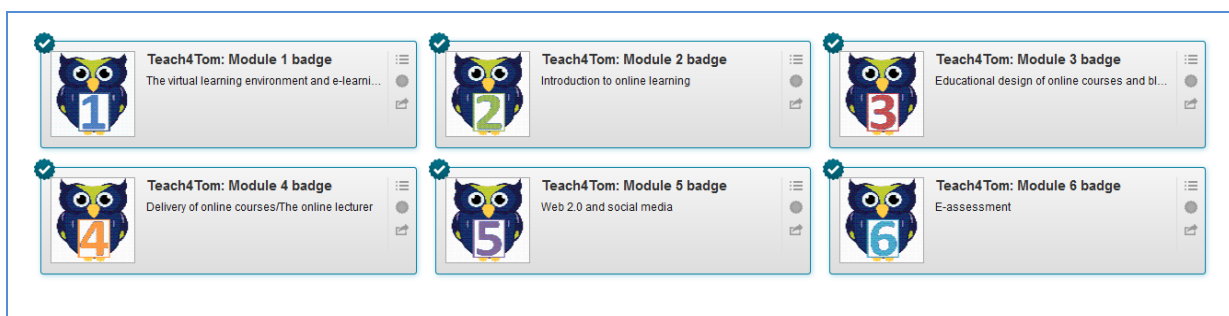 Teach4Tom: Module 1 badge
The virtual learning environment and e-learni...
1
Teach4Tom: Module 2 badge
Introduction to online learning
2
Teach4Tom: Module 3 badge
Educational design of online courses and bl...
3
Teach4Tom: Module 4 badge
Delivery of online courses/The online lecturer
4
Teach4Tom: Module 5 badge
Web 2.0 and social media
5
Teach4Tom: Module 6 badge
E-assessment
6